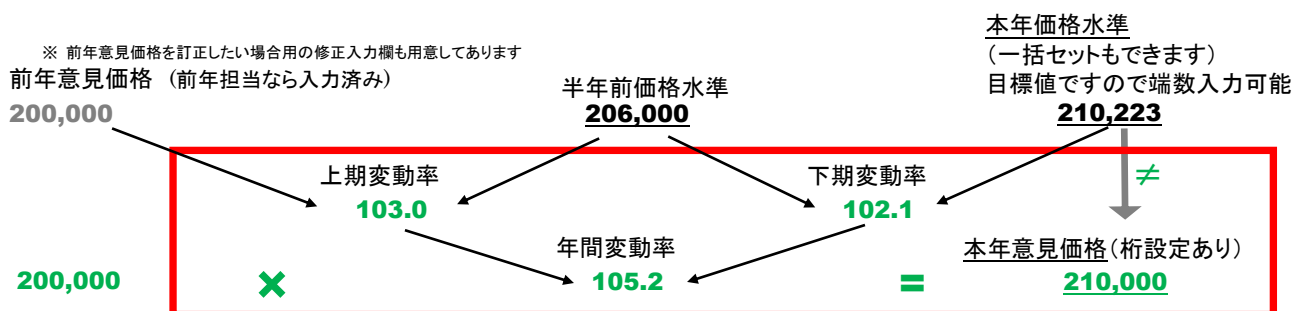 ※ 前年意見価格を訂正したい場合用の修正入力欄も用意してあります
前年意見価格 (前年担当なら入力済み)
200,000
半年前価格水準
206,000
本年価格水準
(一括セットもできます)
目標値ですので端数入力可能
210,223
上期変動率
103.0
下期変動率
102.1
≠
年間変動率
本年意見価格(桁設定あり)
200,000 × 105.2 = 210,000